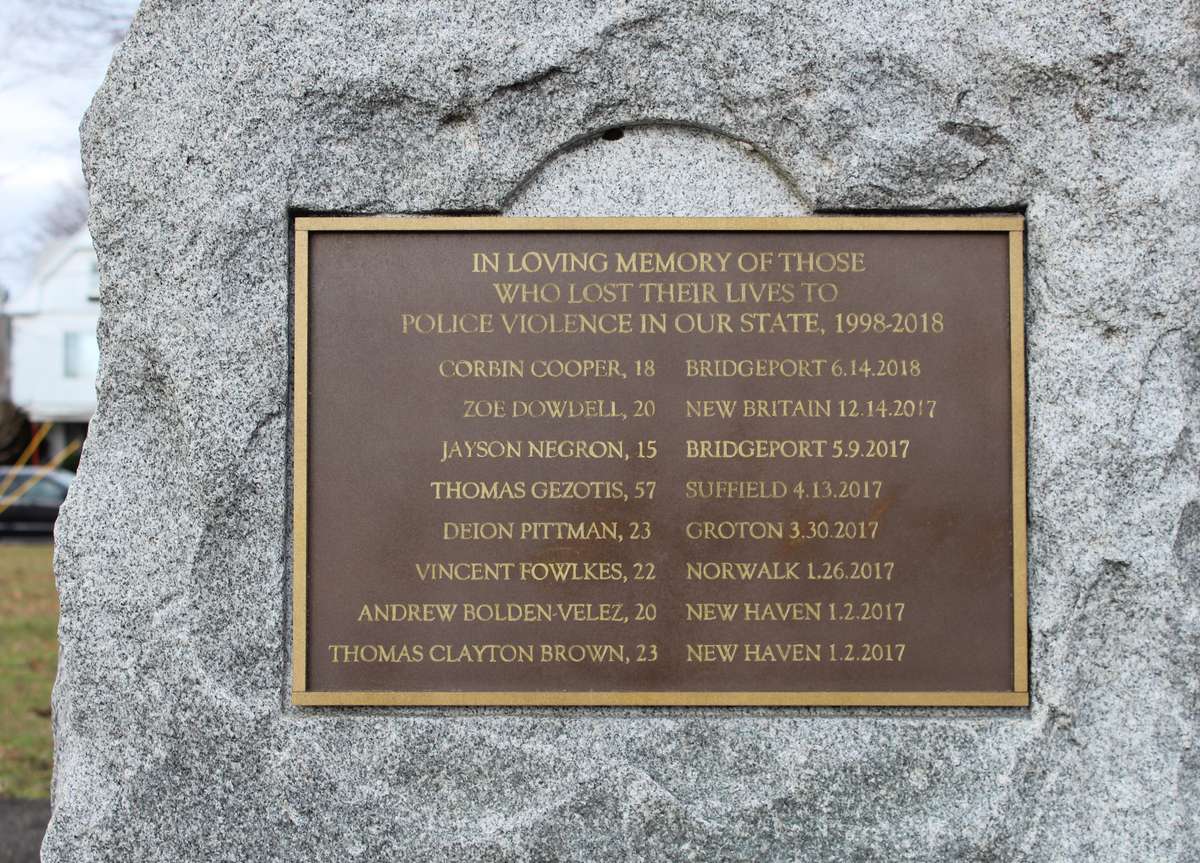 IN LOVING MEMORY OF THOSE
WHO LOST THEIR LIVES TO
POLICE VIOLENCE IN OUR STATE, 1998-2018
CORBIN COOPER, 18 BRIDGEPORT 6.14.2018
ZOE DOWDELL, 20 NEW BRITAIN 12.14.2017
JAYSON NEGRON, 15 BRIDGEPORT 5.9.2017
THOMAS GEZOTIS, 57 SUFFIELD 4.13.2017
DEION PITTMAN, 23 GROTON 3.30.2017
VINCENT FOWLKES, 22 NORWALK 1.26.2017
ANDREW BOLDEN-VELEZ, 20 NEW HAVEN 1.2.2017
THOMAS CLAYTON BROWN, 23 NEW HAVEN 1.2.2017